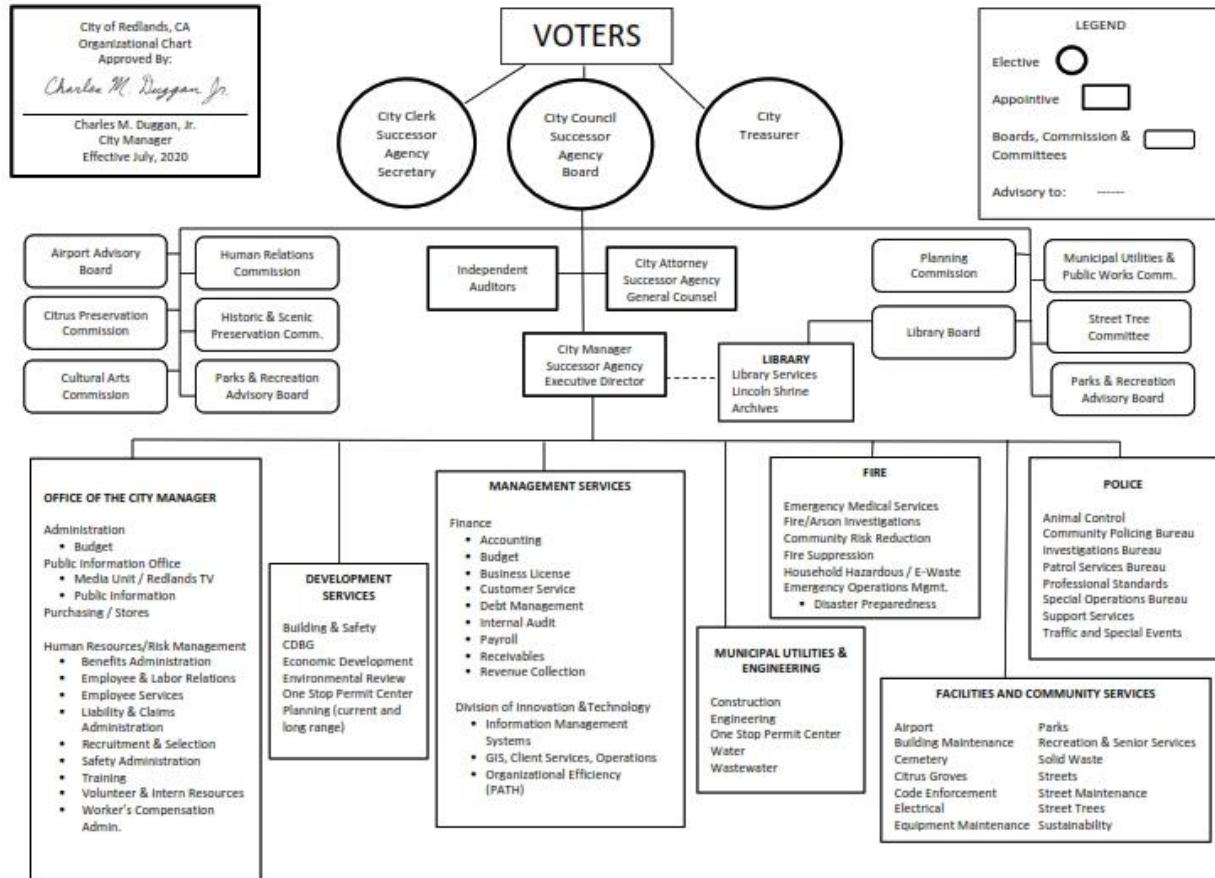 City of Redlands, CA
Organizational Chart
Approved By:
Charles M. Duggan Jr.
Charles M. Duggan, Jr.
City Manager
Effective July, 2020
VOTERS
LEGEND
Elective
Appointive
Boards, Commission &
Committees
Advisory to: ------
City Clerk
Successor
Agency
Secretary
City Council
Successor
Agency
Board
City
Treasurer
Airport Advisory
Board
Human Relations
Commission
Citrus Preservation
Commission
Historic & Scenic
Preservation Comm.
Cultural Arts
Commission
Parks & Recreation
Advisory Board
Independent
Auditors
City Attorney
Successor Agency
General Counsel
City Manager
Successor Agency
Executive Director
LIBRARY
Library Services
Lincoln Shrine
Archives
Planning
Commission
Library Board
Municipal Utilities &
Public Works Comm.
Street Tree
Committee
Parks & Recreation
Advisory Board
OFFICE OF THE CITY MANAGER
Administration
▪ Budget
Public Information Office
▪ Media Unit / Redlands TV
▪ Public Information
Purchasing / Stores
Human Resources/Risk Management
▪ Benefits Administration
▪ Employee & Labor Relations
▪ Employee Services
▪ Liability & Claims
Administration
▪ Recruitment & Selection
▪ Safety Administration
▪ Training
▪ Volunteer & Intern Resources
▪ Worker's Compensation
Admin.
DEVELOPMENT
SERVICES
Building & Safety
CDBG
Economic Development
Environmental Review
One Stop Permit Center
Planning (current and
long range)
MANAGEMENT SERVICES
Finance
▪ Accounting
▪ Budget
▪ Business License
▪ Customer Service
▪ Debt Management
▪ Internal Audit
▪ Payroll
▪ Receivables
▪ Revenue Collection
Division of Innovation &Technology
▪ Information Management
Systems
▪ GIS, Client Services, Operations
▪ Organizational Efficiency
(PATH)
MUNICIPAL UTILITIES &
ENGINEERING
Construction
Engineering
One Stop Permit Center
Water
Wastewater
FIRE
Emergency Medical Services
Fire/Arson Investigations
Community Risk Reduction
Fire Suppression
Household Hazardous / E-Waste
Emergency Operations Mgmt.
▪ Disaster Preparedness
POLICE
Animal Control
Community Policing Bureau
Investigations Bureau
Patrol Services Bureau
Professional Standards
Special Operations Bureau
Support Services
Traffic and Special Events
FACILITIES AND COMMUNITY SERVICES
Airport
Building Maintenance
Cemetery
Citrus Groves
Code Enforcement
Electrical
Equipment Maintenance
Parks
Recreation & Senior Services
Solid Waste
Streets
Street Maintenance
Street Trees
Sustainability